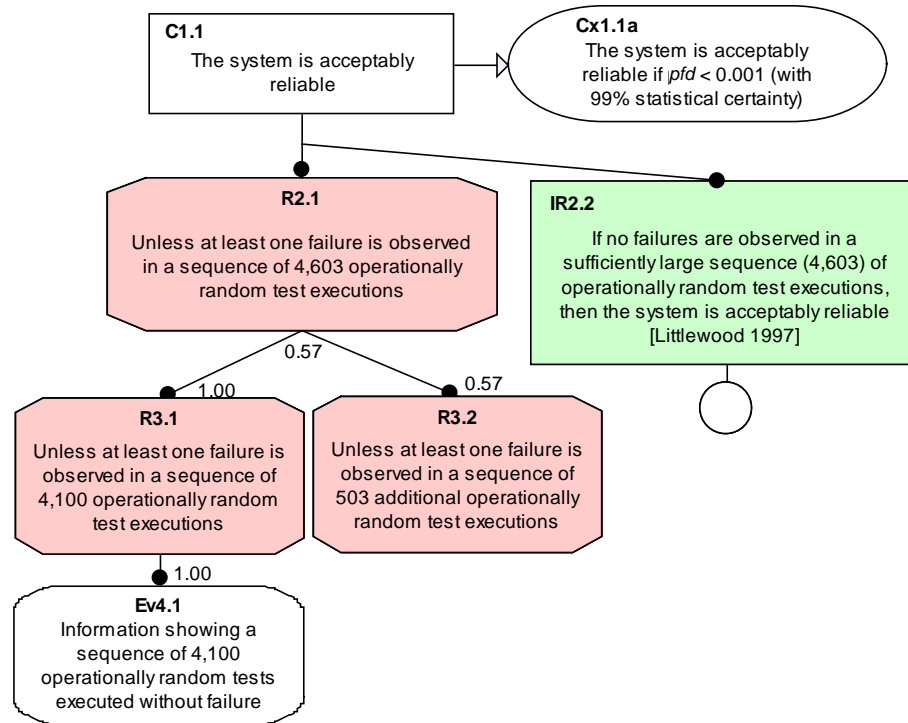 C1.1
The system is acceptably
reliable
Cx1.1a
The system is acceptably
reliable if pfd < 0.001 (with
99% statistical certainty)
R2.1
Unless at least one failure is observed
in a sequence of 4,603 operationally
random test executions
IR2.2
If no failures are observed in a
sufficiently large sequence (4,603) of
operationally random test executions,
then the system is acceptably reliable
[Littlewood 1997]
0.57
1.00
0.57
R3.1
Unless at least one failure is
observed in a sequence of
4,100 operationally random
test executions
R3.2
Unless at least one failure is
observed in a sequence of
503 additional operationally
random test executions
1.00
Ev4.1
Information showing a
sequence of 4,100
operationally random tests
executed without failure